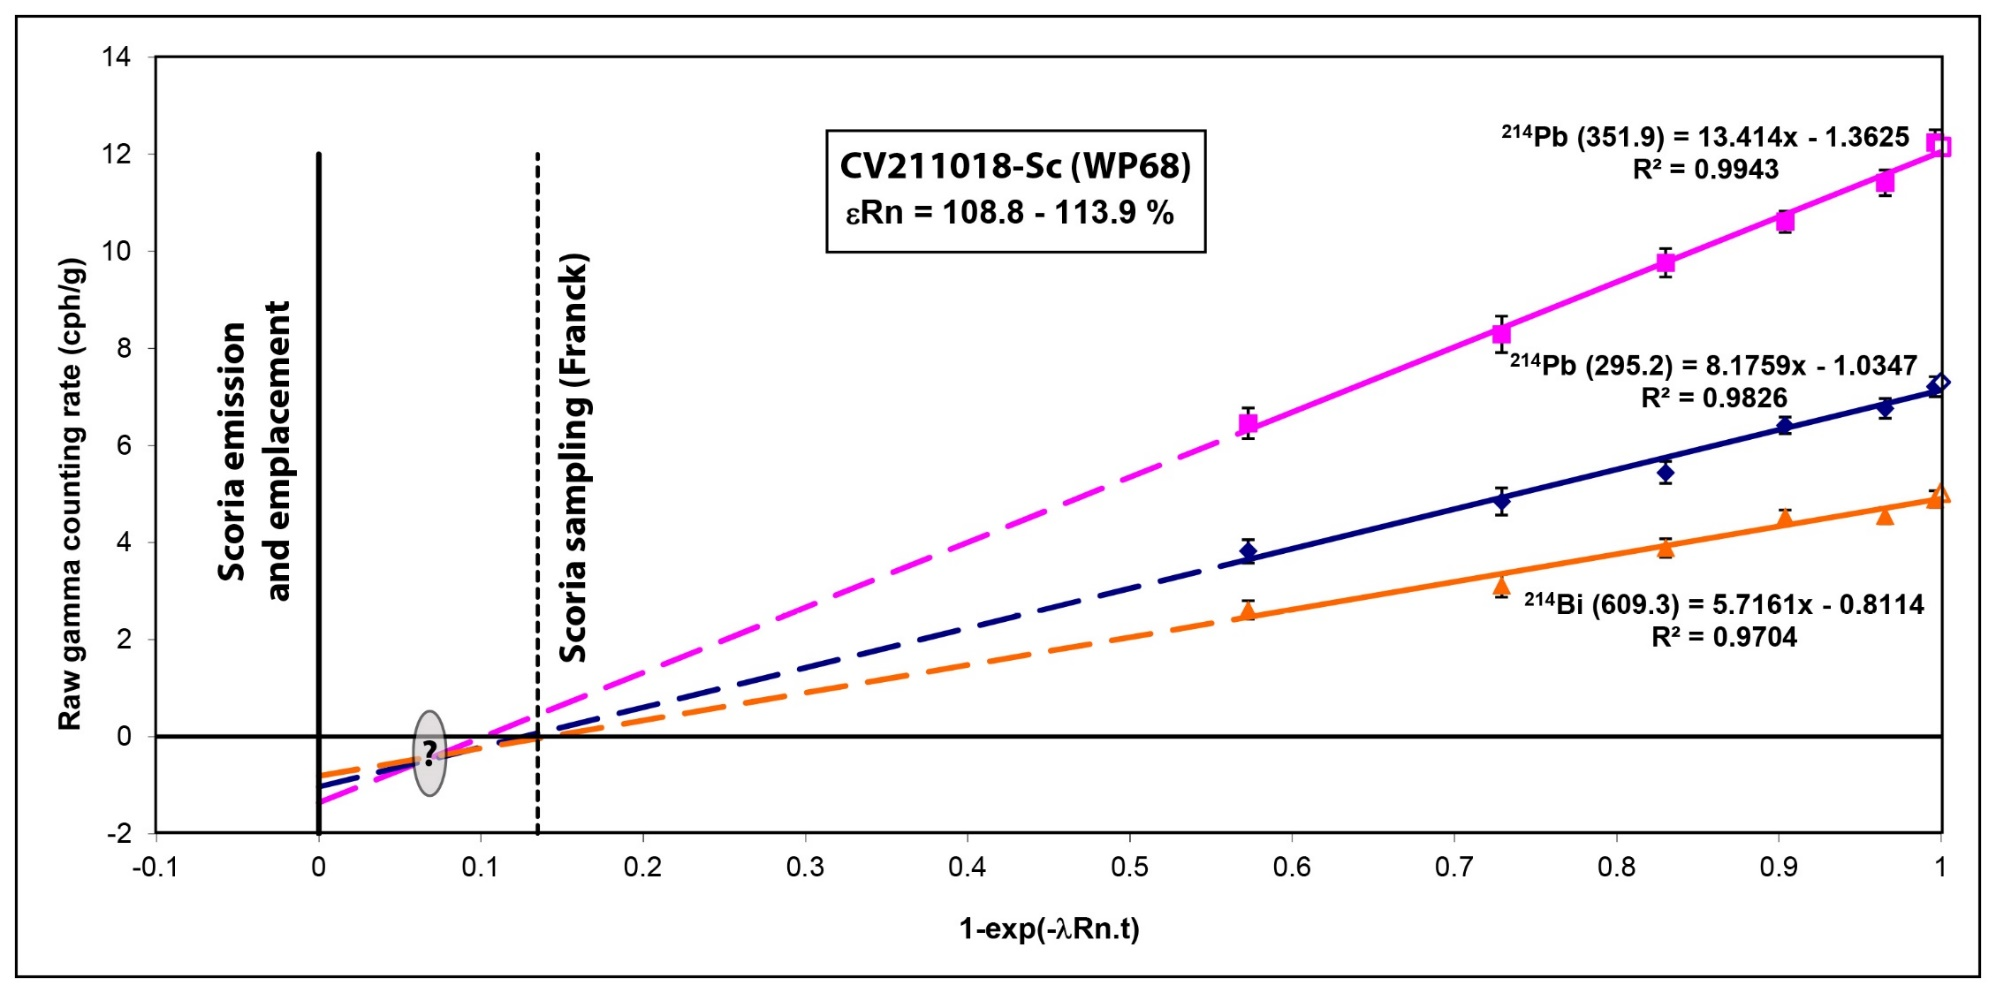 14
12
10
8
6
4
2
0
-2
-0.1
0
0.1
0.2
0.3
0.4
0.5
0.6
0.7
0.8
0.9
1
Raw gamma counting rate (cph/g)
1-exp(-λRn.t)
Scoria emission
and emplacement
Scoria sampling (Franck)
CV211018-Sc (WP68)
εRn = 108.8 - 113.9 %
²¹⁴Pb (351.9) = 13.414x - 1.3625
R² = 0.9943
²¹⁴Pb (295.2) = 8.1759x - 1.0347
R² = 0.9826
²¹⁴Bi (609.3) = 5.7161x - 0.8114
R² = 0.9704
?